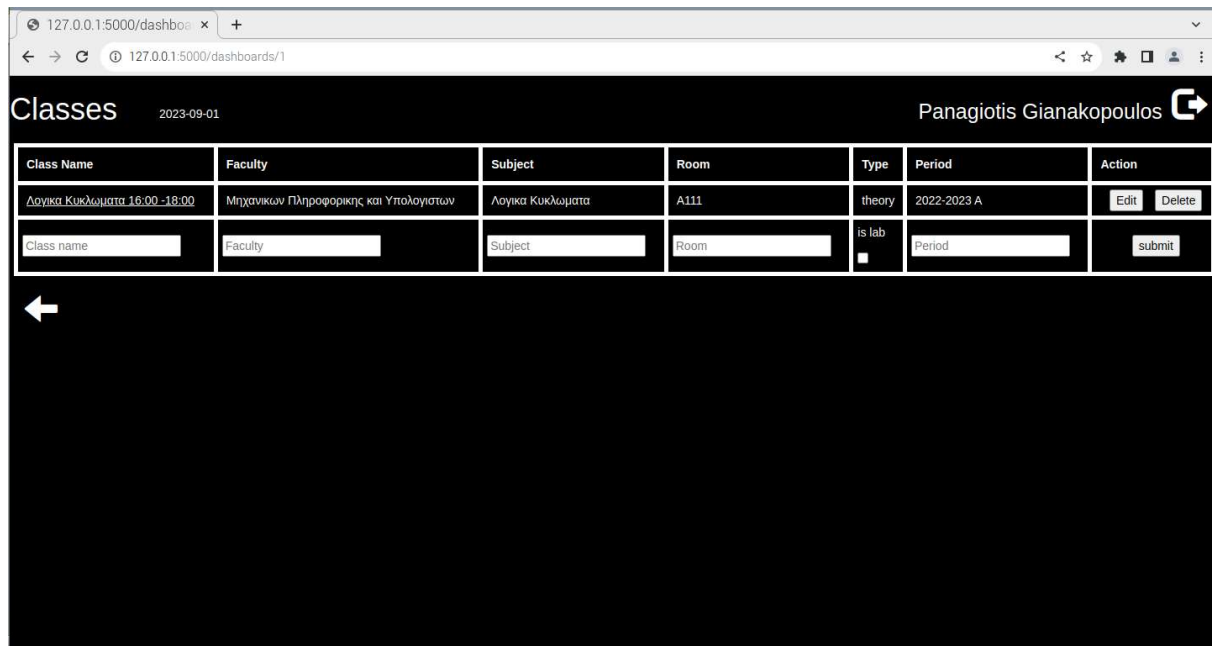 127.0.0.1:5000/dashboa
127.0.0.1:5000/dashboards/1
Classes 2023-09-01 Panagiotis Gianakopoulos
Class Name Faculty Subject Room Type Period Action
Λογικα Κυκλωματα 16:00 -18:00 Μηχανικων Πληροφορικης και Υπολογιστων Λογικα Κυκλωματα A111 theory 2022-2023 A Edit Delete
is lab
Class name Faculty Subject Room Period submit